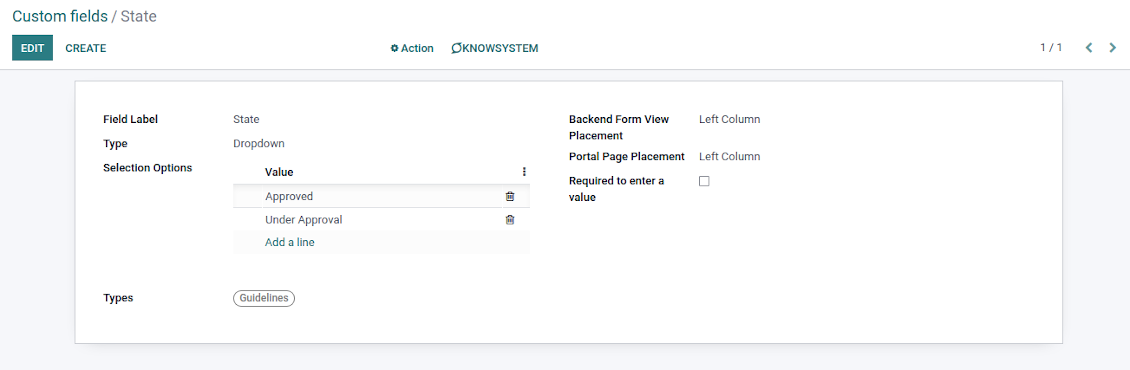 Custom fields / State
EDIT CREATE Action KNOWSYSTEM 1 / 1
Field Label State
Type Dropdown
Selection Options
Value
Approved
Under Approval
Add a line
Types Guidelines
Backend Form View Placement Left Column
Portal Page Placement Left Column
Required to enter a value